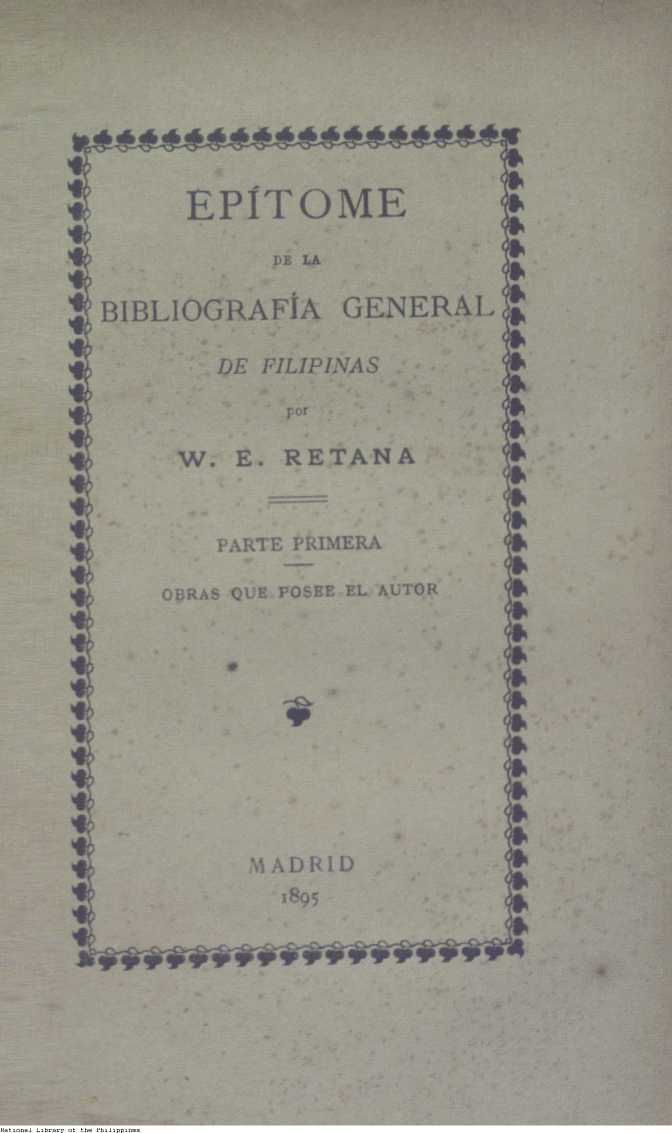 EPÍTOME
DE LA
BIBLIOGRAFÍA GENERAL
DE FILIPINAS
por
W. E. RETANA
PARTE PRIMERA
OBRAS QUE POSEE EL AUTOR
MADRID
1895
National Library of the Philippines